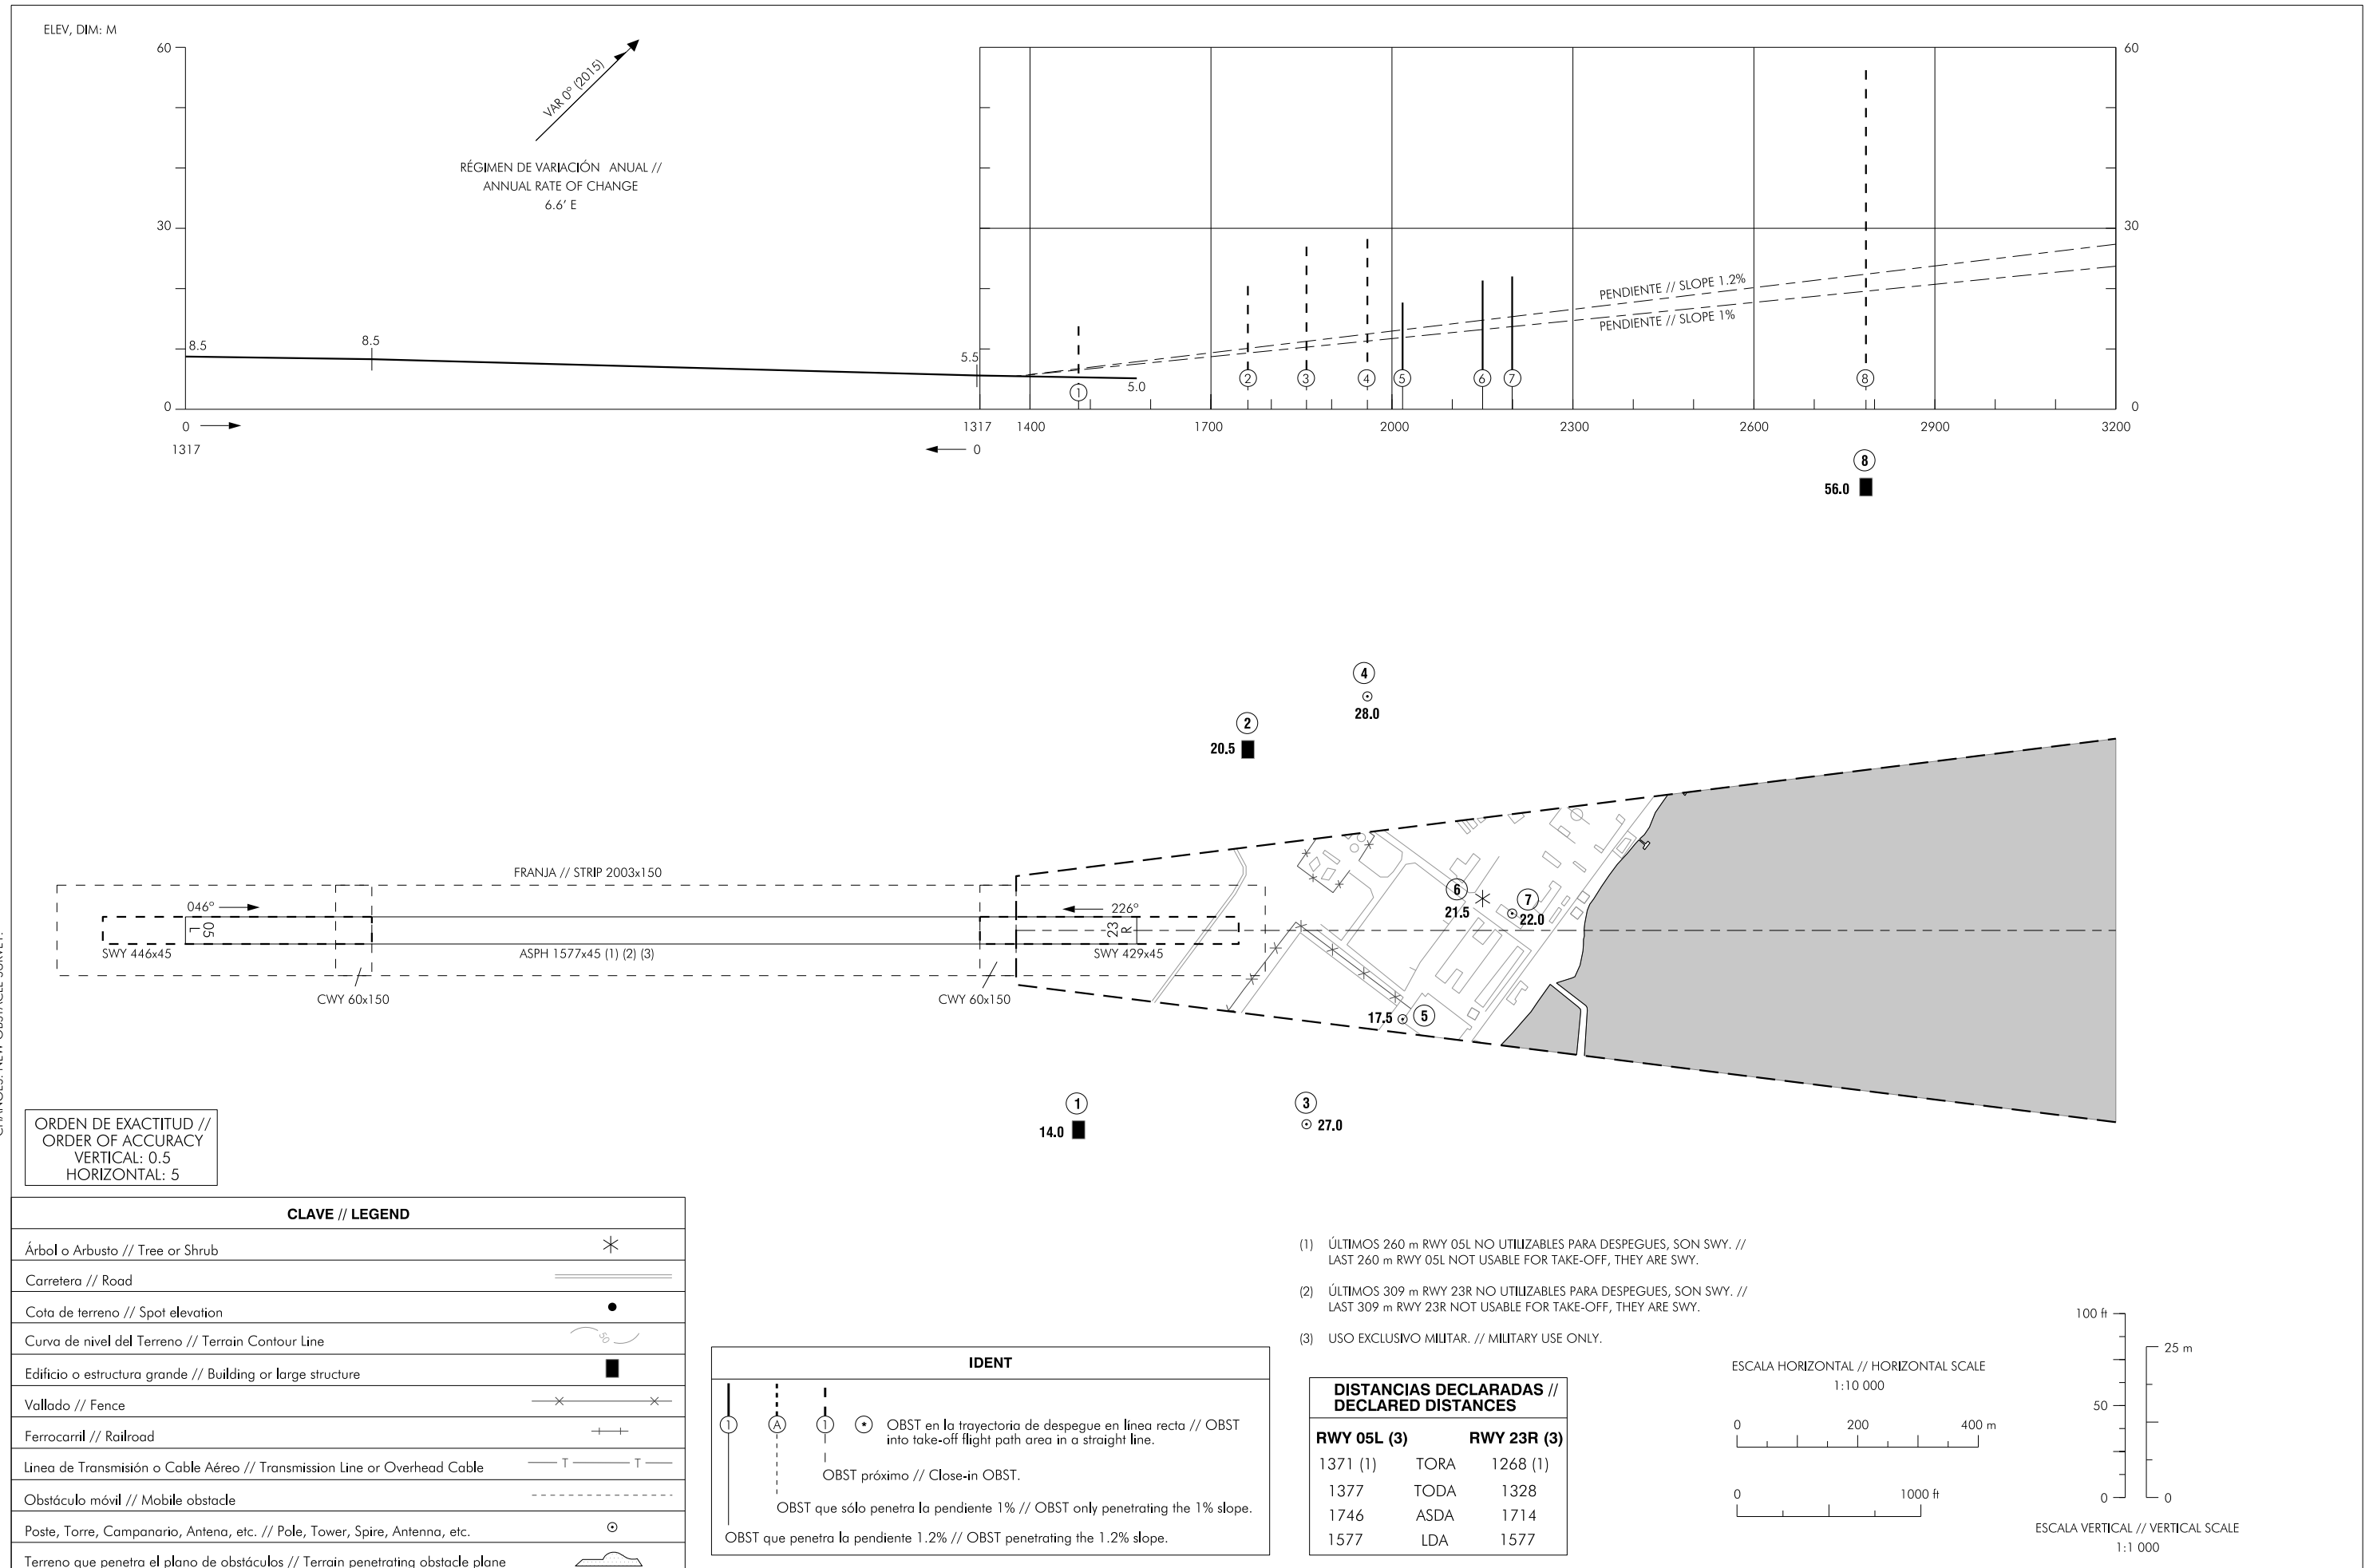 ELEV, DIM: M
60
30
0
VAR 0° (2015)
RÉGIMEN DE VARIACIÓN ANUAL //
ANNUAL RATE OF CHANGE
6.6' E
8.5
8.5
5.5
5.0
PENDIENTE // SLOPE 1.2%
PENDIENTE // SLOPE 1%
1
2
3
4
5
6
7
8
60
30
0
0
1317
1400
1700
2000
2300
2600
2900
3200
1317
0
8
56.0
4
28.0
2
20.5
FRANJA // STRIP 2003x150
046°
226°
05
L
23
R
SWY 446x45
ASPH 1577x45 (1) (2) (3)
SWY 429x45
CWY 60x150
CWY 60x150
6
21.5
7
22.0
17.5
5
1
14.0
3
27.0
ORDEN DE EXACTITUD //
ORDER OF ACCURACY
VERTICAL: 0.5
HORIZONTAL: 5
CLAVE // LEGEND
Árbol o Arbusto // Tree or Shrub
Carretera // Road
Cota de terreno // Spot elevation
Curva de nivel del Terreno // Terrain Contour Line
50
Edificio o estructura grande // Building or large structure
Vallado // Fence
Ferrocarril // Railroad
Linea de Transmisión o Cable Aéreo // Transmission Line or Overhead Cable
T T
Obstáculo móvil // Mobile obstacle
Poste, Torre, Campanario, Antena, etc. // Pole, Tower, Spire, Antenna, etc.
Terreno que penetra el plano de obstáculos // Terrain penetrating obstacle plane
IDENT
1
A
1
OBST en la trayectoria de despegue en línea recta // OBST
into take-off flight path area in a straight line.
OBST próximo // Close-in OBST.
OBST que sólo penetra la pendiente 1% // OBST only penetrating the 1% slope.
OBST que penetra la pendiente 1.2% // OBST penetrating the 1.2% slope.
(1) ÚLTIMOS 260 m RWY 05L NO UTILIZABLES PARA DESPEGUES, SON SWY. //
LAST 260 m RWY 05L NOT USABLE FOR TAKE-OFF, THEY ARE SWY.
(2) ÚLTIMOS 309 m RWY 23R NO UTILIZABLES PARA DESPEGUES, SON SWY. //
LAST 309 m RWY 23R NOT USABLE FOR TAKE-OFF, THEY ARE SWY.
(3) USO EXCLUSIVO MILITAR. // MILITARY USE ONLY.
DISTANCIAS DECLARADAS //
DECLARED DISTANCES
RWY 05L (3) RWY 23R (3)
1371 (1) TORA 1268 (1)
1377 TODA 1328
1746 ASDA 1714
1577 LDA 1577
ESCALA HORIZONTAL // HORIZONTAL SCALE
1:10 000
0 200 400 m
0 1000 ft
100 ft
50
0
25 m
0
ESCALA VERTICAL // VERTICAL SCALE
1:1 000